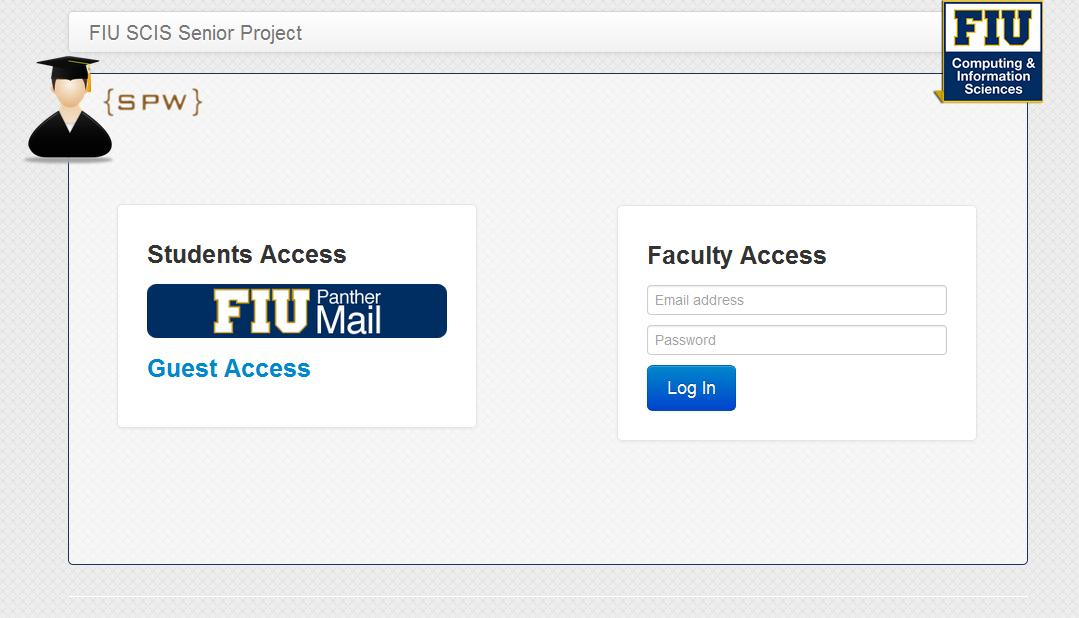 FIU SCIS Senior Project
FIU
Computing &
Information
Sciences
{SPW}
Students Access
FIU Panther
Mail
Guest Access
Faculty Access
Email address
Password
Log In